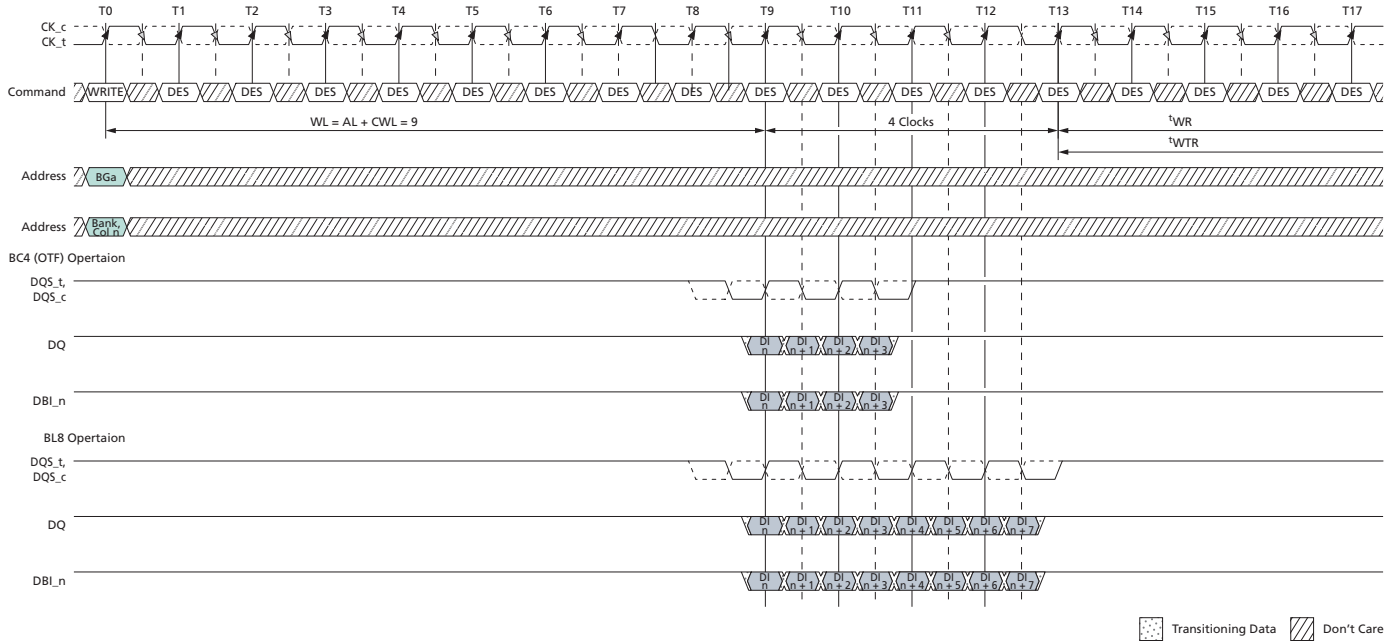 T0 T1 T2 T3 T4 T5 T6 T7 T8 T9 T10 T11 T12 T13 T14 T15 T16 T17
CK_c
CK_t
Command WRITE DES DES DES DES DES DES DES DES DES DES DES DES DES DES DES DES DES
WL = AL + CWL = 9 4 Clocks tWR
tWTR
Address BGa
Address Bank, Col n
BC4 (OTF) Opertaion
DQS_t,
DQS_c
DQ DI n DI n + 1 DI n + 2 DI n + 3
DBI_n DI n DI n + 1 DI n + 2 DI n + 3
BL8 Opertaion
DQS_t,
DQS_c
DQ DI n DI n + 1 DI n + 2 DI n + 3 DI n + 4 DI n + 5 DI n + 6 DI n + 7
DBI_n DI n DI n + 1 DI n + 2 DI n + 3 DI n + 4 DI n + 5 DI n + 6 DI n + 7
Transitioning Data Don't Care